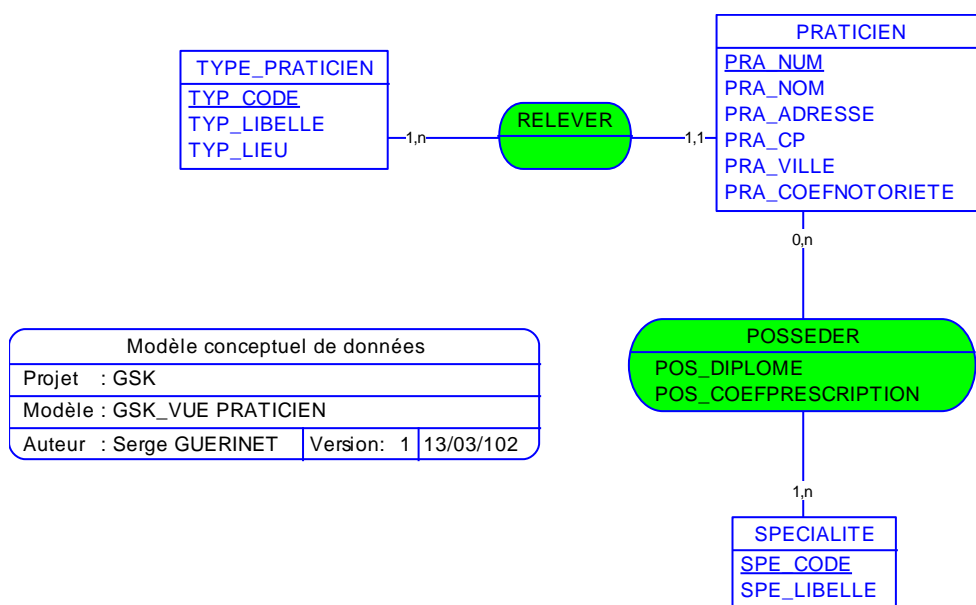 TYPE_PRATICIEN
TYP_CODE
TYP_LIBELLE
TYP_LIEU
1,n
RELEVER
1,1
PRATICIEN
PRA_NUM
PRA_NOM
PRA_ADRESSE
PRA_CP
PRA_VILLE
PRA_COEFNOTORIETE
0,n
POSSEDER
POS_DIPLOME
POS_COEFPRESCRIPTION
1,n
SPECIALITE
SPE_CODE
SPE_LIBELLE
Modèle conceptuel de données
Projet : GSK
Modèle : GSK_VUE PRATICIEN
Auteur : Serge GUERINET Version: 1 13/03/102